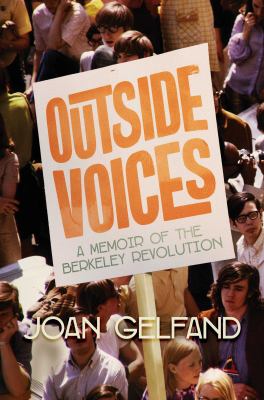 OUTSIDE
VOICES
A MEMOIR OF THE
BERKELEY REVOLUTION
JOAN GELFAND